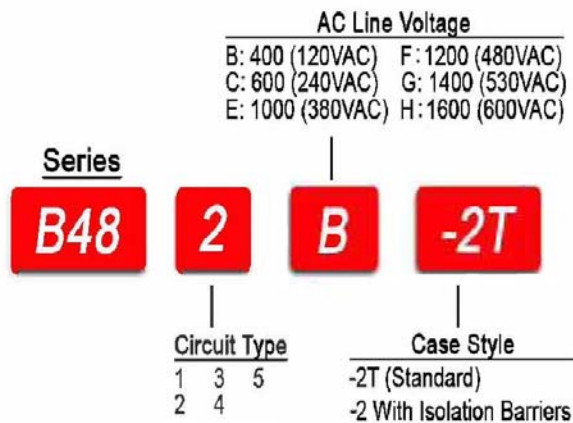 AC Line Voltage
B: 400 (120VAC) F: 1200 (480VAC)
C: 600 (240VAC) G: 1400 (530VAC)
E: 1000 (380VAC) H: 1600 (600VAC)
Series
B48 2 B -2T
Circuit Type
1 3 5
2 4
Case Style
-2T (Standard)
-2 With Isolation Barriers